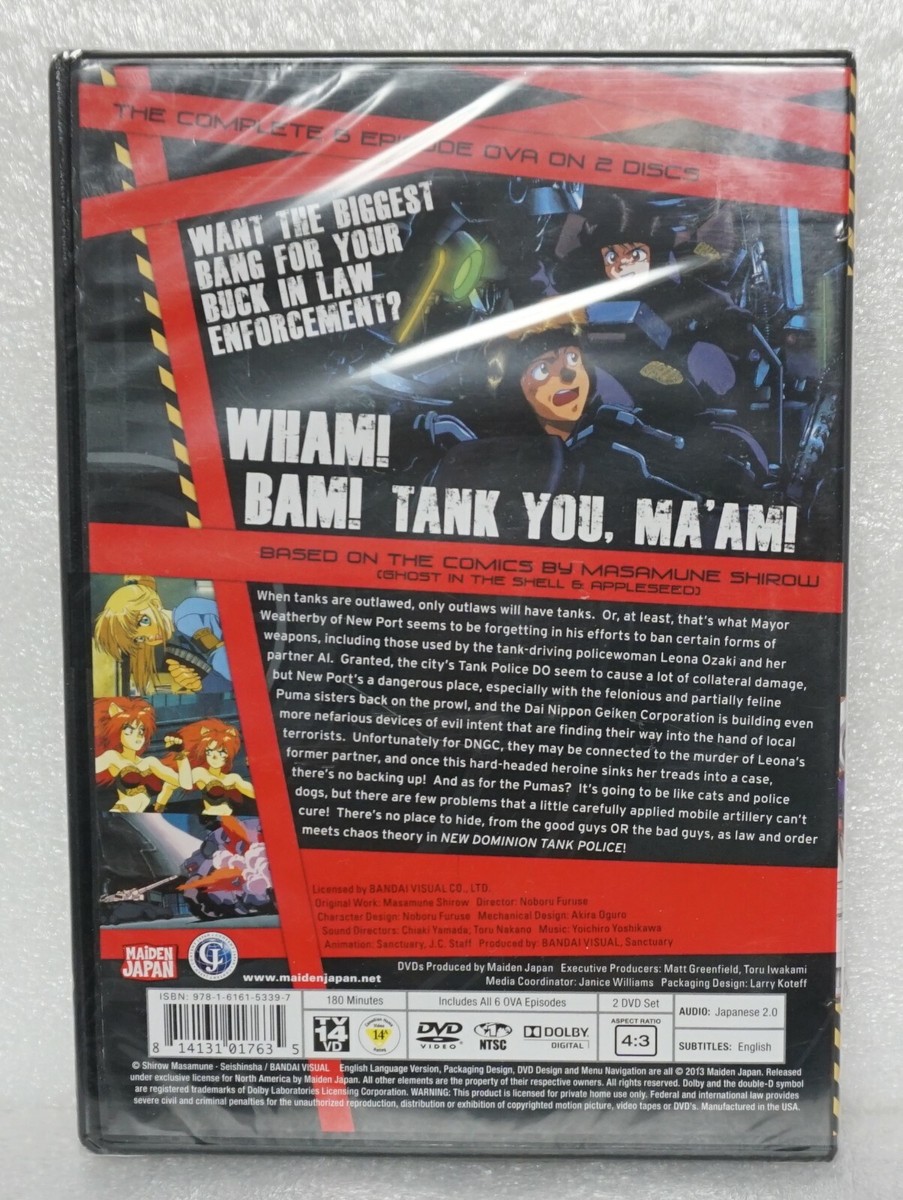 THE COMPLETE 6 EPISODE OVA ON 2 DISCS
WANT THE BIGGEST
BANG FOR YOUR
BUCK IN LAW
ENFORCEMENT?
WHAM!
BAM! TANK YOU, MA'AM!
BASED ON THE COMICS BY MASAMUNE SHIROW
(GHOST IN THE SHELL & APPLESEED)
When tanks are outlawed, only outlaws will have tanks. Or, at least, that's what Mayor
Weatherby of New Port seems to be forgetting in his efforts to ban certain forms of
weapons, including those used by the tank-driving policewoman Leona Ozaki and her
partner Al. Granted, the city's Tank Police DO seem to cause a lot of collateral damage,
but New Port's a dangerous place, especially with the felonious and partially feline
Puma sisters back on the prowl, and the Dai Nippon Geiken Corporation is building even
more nefarious devices of evil intent that are finding their way into the hand of local
terrorists. Unfortunately for DNGC, they may be connected to the murder of Leona's
former partner, and once this hard-headed heroine sinks her treads into a case,
there's no backing up! And as for the Pumas? It's going to be like cats and police
dogs, but there are few problems that a little carefully applied mobile artillery can't
cure! There's no place to hide, from the good guys OR the bad guys, as law and order
meets chaos theory in NEW DOMINION TANK POLICE!
Licensed by BANDAI VISUAL CO., LTD.
Original Work: Masamune Shirow Director: Noboru Furuse
Character Design: Noboru Furuse Mechanical Design: Akira Oguro
Sound Directors: Chiaki Yamada, Toru Nakano Music: Yoichiro Yoshikawa
Animation: Sanctuary, J.C. Staff Produced by: BANDAI VISUAL, Sanctuary
MAIDEN
JAPAN
www.maidenjapan.net
DVDs Produced by Maiden Japan Executive Producers: Matt Greenfield, Toru Iwakami
Media Coordinator: Janice Williams Packaging Design: Larry Koteff
ISBN: 978-1-6161-5339-7
8 14131 01763 5
180 Minutes
TV
14
VD
14A
Includes All 6 OVA Episodes
DVD
VIDEO
NTSC
DOLBY
DIGITAL
2 DVD Set
ASPECT RATIO
4:3
AUDIO: Japanese 2.0
SUBTITLES: English
© Shirow Masamune - Seishinsha / BANDAI VISUAL English Language Version, Packaging Design, DVD Design and Menu Navigation are all © 2013 Maiden Japan. Released
under exclusive license for North America by Maiden Japan. All other elements are the property of their respective owners. All rights reserved. Dolby and the double-D symbol
are registered trademarks of Dolby Laboratories Licensing Corporation. WARNING: This product is licensed for private home use only. Federal and international law provides
severe civil and criminal penalties for the unauthorized reproduction, distribution or exhibition of copyrighted motion picture, video tapes or DVD's. Manufactured in the USA.